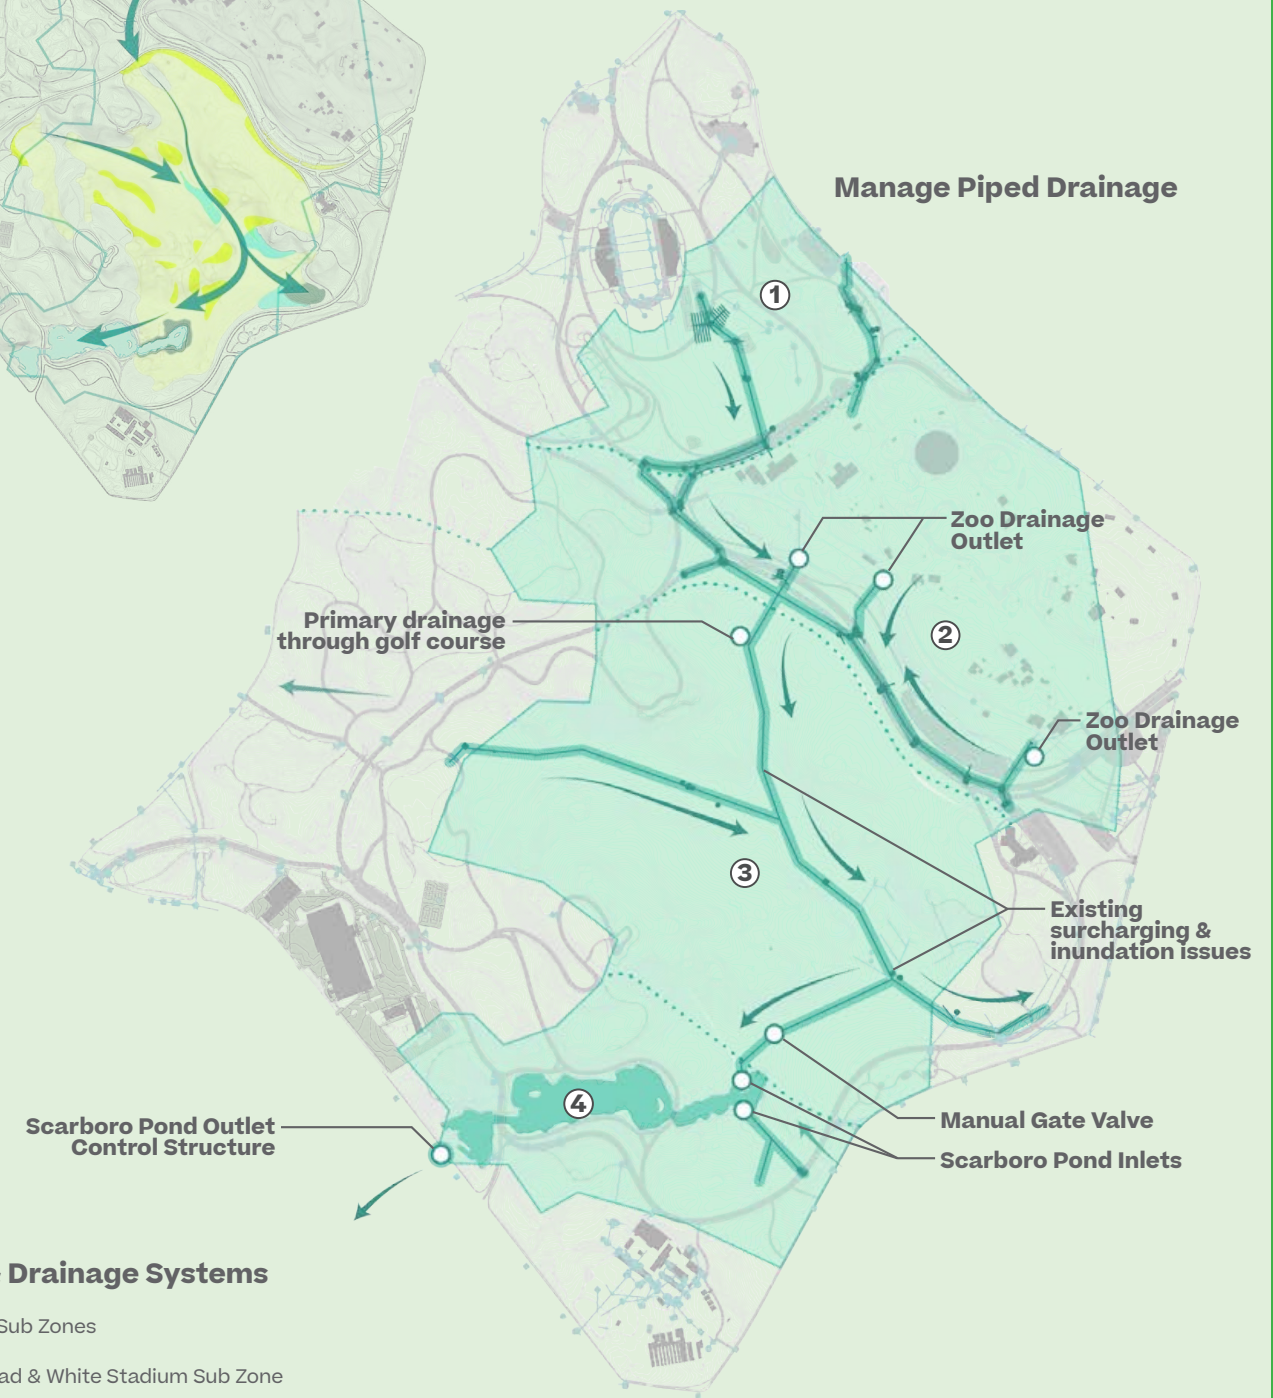 Manage Piped Drainage
1
Zoo Drainage
Outlet
Primary drainage
through golf course
2
Zoo Drainage
Outlet
3
Existing
surcharging &
inundation issues
4
Manual Gate Valve
Scarboro Pond Outlet
Control Structure
Scarboro Pond Inlets
Drainage Systems
Sub Zones
ad & White Stadium Sub Zone